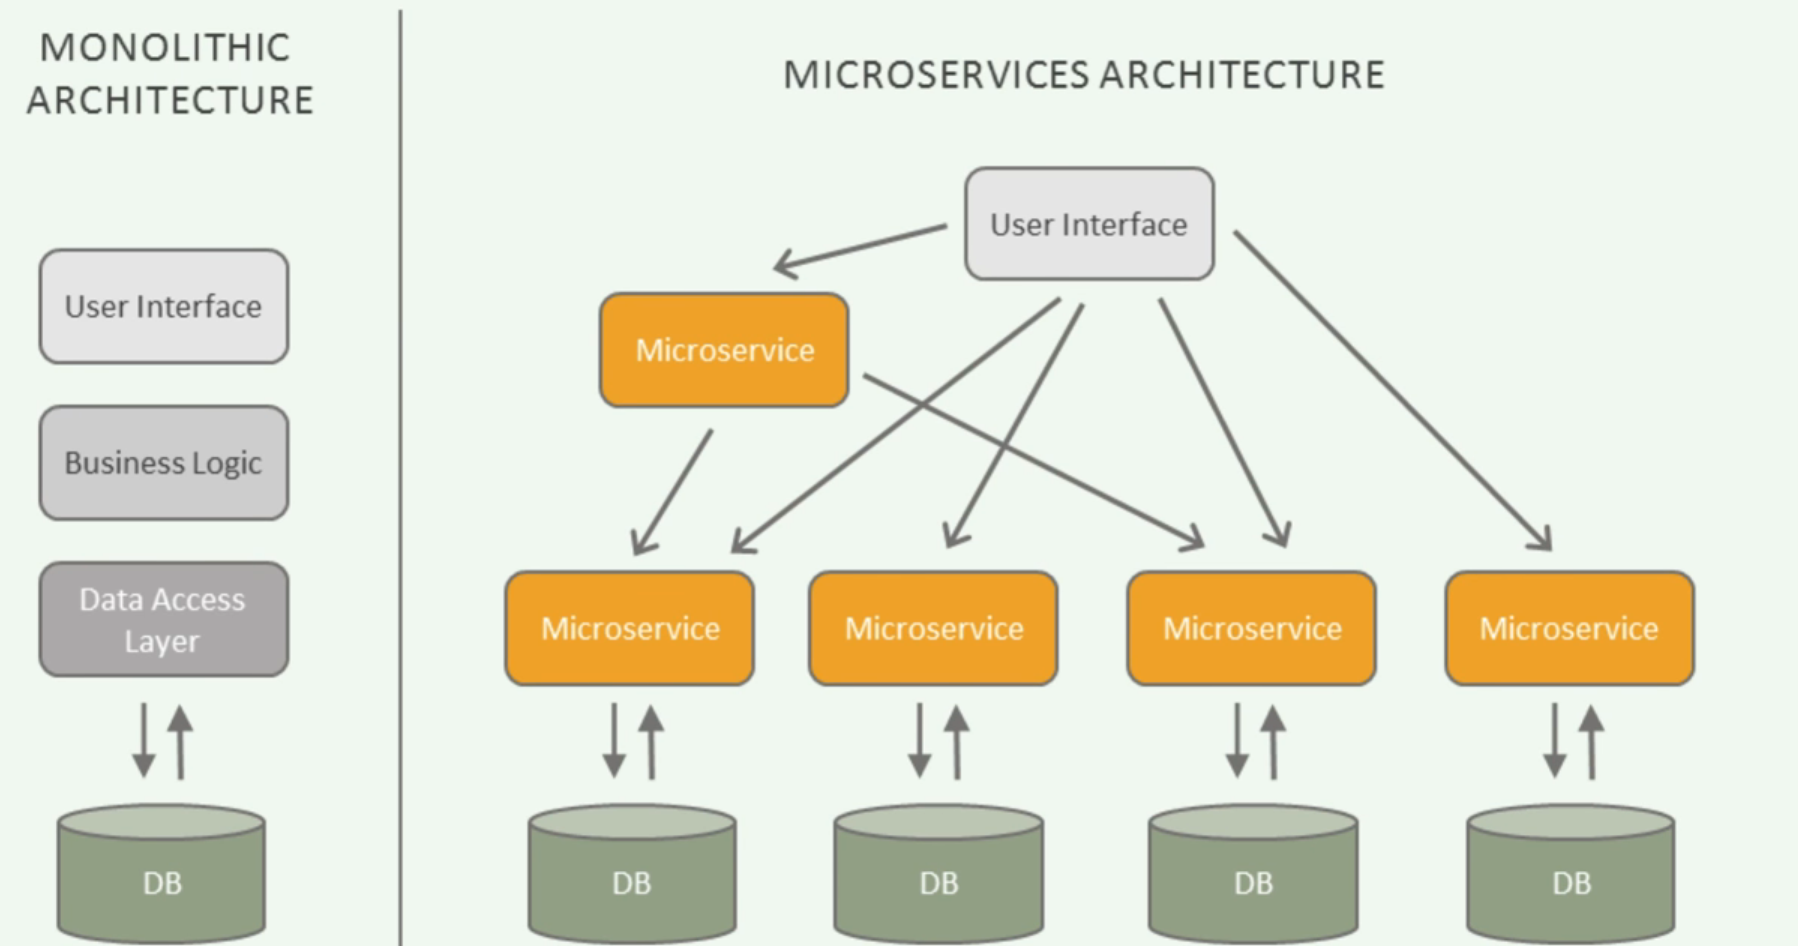 MONOLITHIC
ARCHITECTURE
User Interface
Business Logic
Data Access
Layer
DB
MICROSERVICES ARCHITECTURE
User Interface
Microservice
Microservice
Microservice
Microservice
Microservice
DB
DB
DB
DB